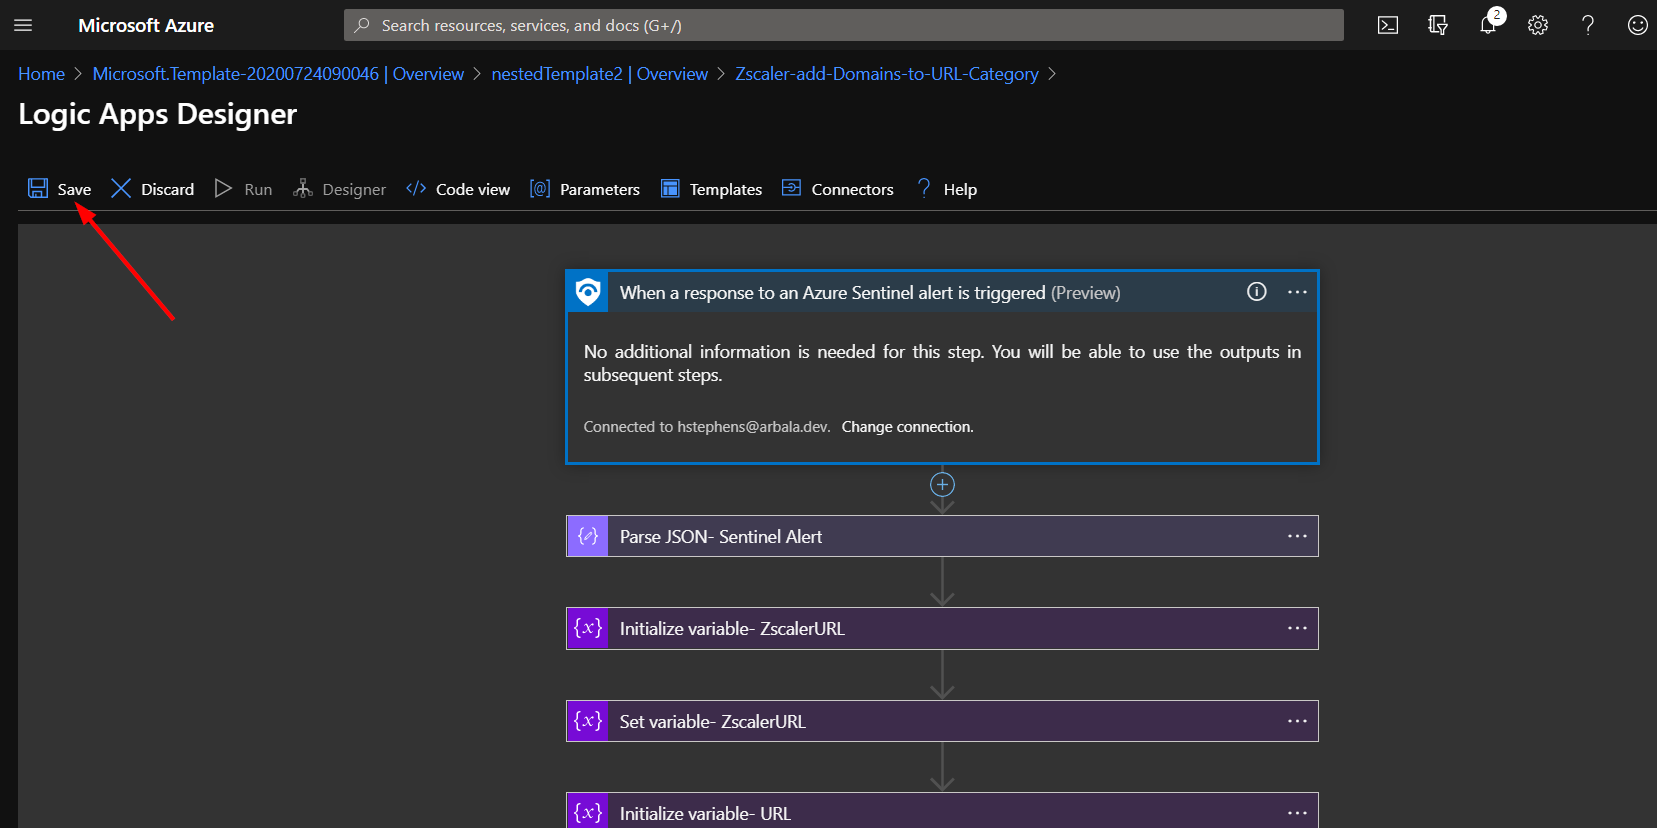 Microsoft Azure
Search resources, services, and docs (G+/)
2
Home > Microsoft.Template-20200724090046 | Overview > nestedTemplate2 | Overview > Zscaler-add-Domains-to-URL-Category >
Logic Apps Designer
Save Discard Run Designer </> Code view [@] Parameters Templates Connectors ? Help
When a response to an Azure Sentinel alert is triggered (Preview)
No additional information is needed for this step. You will be able to use the outputs in
subsequent steps.
Connected to hstephens@arbala.dev. Change connection.
Parse JSON- Sentinel Alert
{x} Initialize variable- ZscalerURL
{x} Set variable- ZscalerURL
{x} Initialize variable- URL